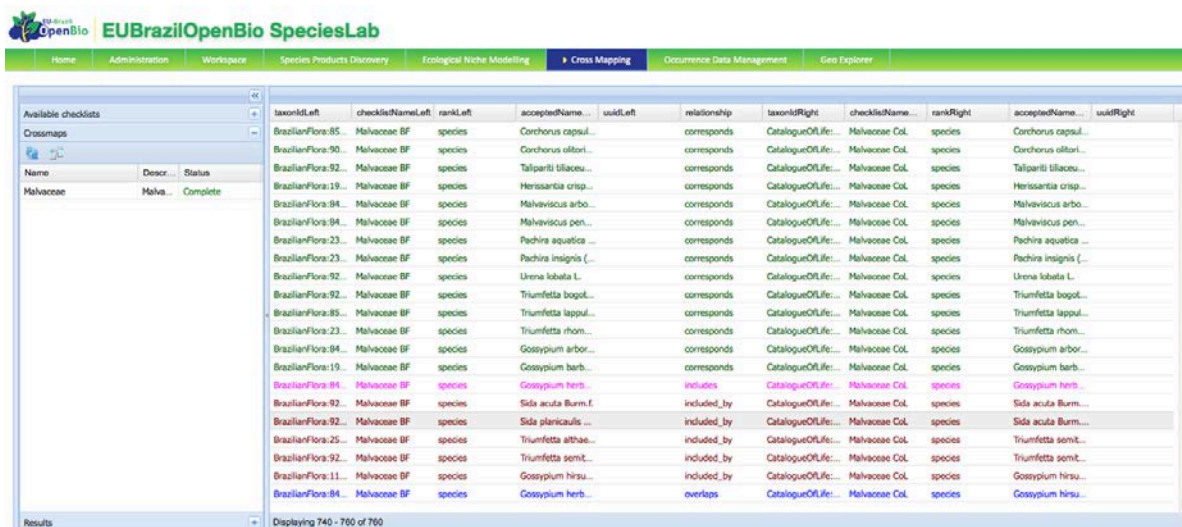 EU-Brazil
OpenBio
EUBrazilOpenBio SpeciesLab
Home Administration Workspace Species Products Discovery Ecological Niche Modelling Cross Mapping Occurrence Data Management Geo Explorer
Available checklists
Crossmaps
Name Descr... Status
Malvaceae Malva... Complete
Results
taxonIdLeft checklistNameLeft rankLeft acceptedName... uuidLeft relationship taxonIdRight checklistName... rankRight acceptedName... uuidRight
BrazilianFlora:85... Malvaceae BF species Corchorus capsul... corresponds CatalogueOfLife:... Malvaceae CoL species Corchorus capsul...
BrazilianFlora:90... Malvaceae BF species Corchorus olitori... corresponds CatalogueOfLife:... Malvaceae CoL species Corchorus olitori...
BrazilianFlora:92... Malvaceae BF species Talipariti tiliaceu... corresponds CatalogueOfLife:... Malvaceae CoL species Talipariti tiliaceu...
BrazilianFlora:19... Malvaceae BF species Herissantia crisp... corresponds CatalogueOfLife:... Malvaceae CoL species Herissantia crisp...
BrazilianFlora:84... Malvaceae BF species Malvaviscus arbo... corresponds CatalogueOfLife:... Malvaceae CoL species Malvaviscus arbo...
BrazilianFlora:84... Malvaceae BF species Malvaviscus pen... corresponds CatalogueOfLife:... Malvaceae CoL species Malvaviscus pen...
BrazilianFlora:23... Malvaceae BF species Pachira aquatica ... corresponds CatalogueOfLife:... Malvaceae CoL species Pachira aquatica ...
BrazilianFlora:23... Malvaceae BF species Pachira insignis (... corresponds CatalogueOfLife:... Malvaceae CoL species Pachira insignis (...
BrazilianFlora:92... Malvaceae BF species Urena lobata L. corresponds CatalogueOfLife:... Malvaceae CoL species Urena lobata L.
BrazilianFlora:92... Malvaceae BF species Triumfetta bogot... corresponds CatalogueOfLife:... Malvaceae CoL species Triumfetta bogot...
BrazilianFlora:85... Malvaceae BF species Triumfetta lappul... corresponds CatalogueOfLife:... Malvaceae CoL species Triumfetta lappul...
BrazilianFlora:23... Malvaceae BF species Triumfetta rhom... corresponds CatalogueOfLife:... Malvaceae CoL species Triumfetta rhom...
BrazilianFlora:84... Malvaceae BF species Gossypium arbor... corresponds CatalogueOfLife:... Malvaceae CoL species Gossypium arbor...
BrazilianFlora:19... Malvaceae BF species Gossypium barb... corresponds CatalogueOfLife:... Malvaceae CoL species Gossypium barb...
BrazilianFlora:84... Malvaceae BF species Gossypium herb... includes CatalogueOfLife:... Malvaceae CoL species Gossypium herb...
BrazilianFlora:92... Malvaceae BF species Sida acuta Burm.f. included_by CatalogueOfLife:... Malvaceae CoL species Sida acuta Burm....
BrazilianFlora:92... Malvaceae BF species Sida planicaulis ... included_by CatalogueOfLife:... Malvaceae CoL species Sida acuta Burm....
BrazilianFlora:25... Malvaceae BF species Triumfetta althae... included_by CatalogueOfLife:... Malvaceae CoL species Triumfetta semit...
BrazilianFlora:92... Malvaceae BF species Triumfetta semit... included_by CatalogueOfLife:... Malvaceae CoL species Triumfetta semit...
BrazilianFlora:11... Malvaceae BF species Gossypium hirsu... included_by CatalogueOfLife:... Malvaceae CoL species Gossypium hirsu...
BrazilianFlora:84... Malvaceae BF species Gossypium herb... overlaps CatalogueOfLife:... Malvaceae CoL species Gossypium hirsu...
Displaying 740 - 760 of 760